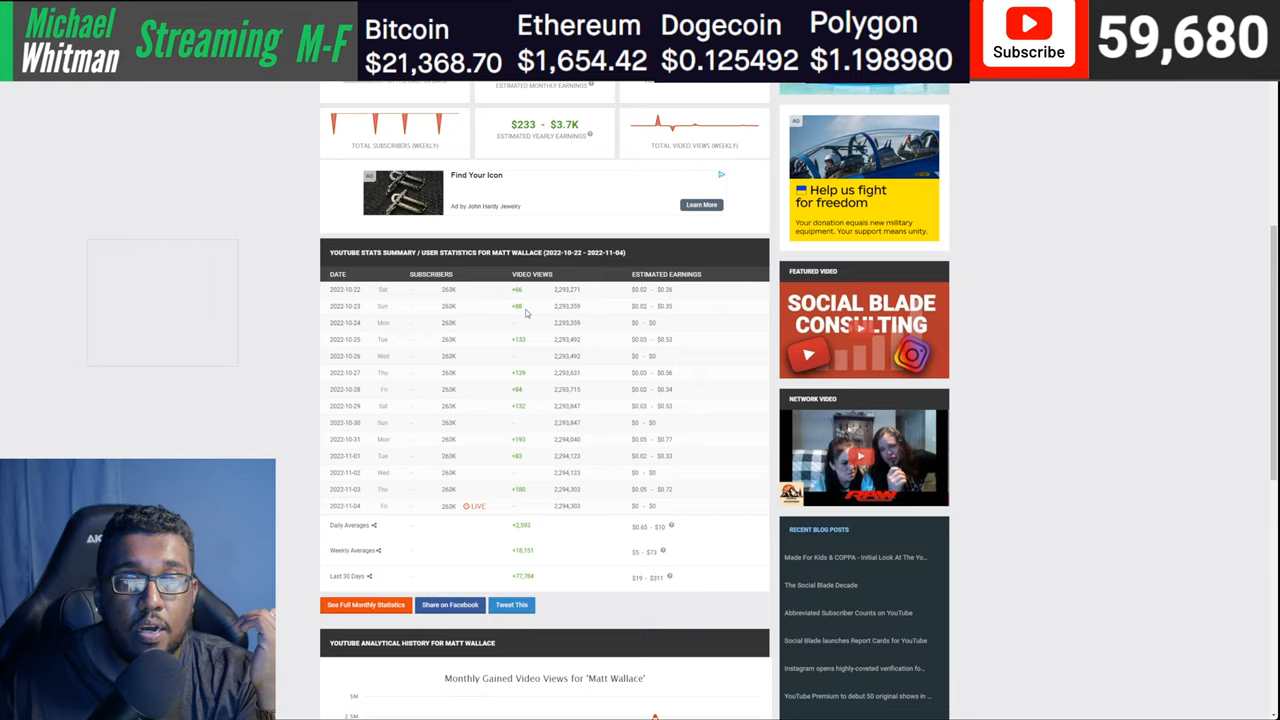 Michael
Whitman
Streaming M-F
Bitcoin
$21,368.70
Ethereum
$1,654.42
Dogecoin
$0.125492
Polygon
$1.198980
Subscribe
59,680
ESTIMATED MONTHLY EARNINGS
TOTAL SUBSCRIBERS (WEEKLY)
$233 - $3.7K
ESTIMATED YEARLY EARNINGS
TOTAL VIDEO VIEWS (WEEKLY)
AD
Find Your Icon
Ad by John Hardy Jewelry
Learn More
YOUTUBE STATS SUMMARY / USER STATISTICS FOR MATT WALLACE (2022-10-22 - 2022-11-04)
DATE SUBSCRIBERS VIDEO VIEWS ESTIMATED EARNINGS
2022-10-22 Sat -- 263K +66 2,293,271 $0.02 - $0.26
2022-10-23 Sun -- 263K +88 2,293,359 $0.02 - $0.35
2022-10-24 Mon -- 263K -- 2,293,359 $0 - $0
2022-10-25 Tue -- 263K +133 2,293,492 $0.03 - $0.53
2022-10-26 Wed -- 263K -- 2,293,492 $0 - $0
2022-10-27 Thu -- 263K +139 2,293,631 $0.03 - $0.56
2022-10-28 Fri -- 263K +84 2,293,715 $0.02 - $0.34
2022-10-29 Sat -- 263K +132 2,293,847 $0.03 - $0.53
2022-10-30 Sun -- 263K -- 2,293,847 $0 - $0
2022-10-31 Mon -- 263K +193 2,294,040 $0.05 - $0.77
2022-11-01 Tue -- 263K +83 2,294,123 $0.02 - $0.33
2022-11-02 Wed -- 263K -- 2,294,123 $0 - $0
2022-11-03 Thu -- 263K +180 2,294,303 $0.05 - $0.72
2022-11-04 Fri 263K LIVE -- 2,294,303 $0 - $0
Daily Averages -- +2,593 $0.65 - $10
Weekly Averages -- +18,151 $5 - $73
Last 30 Days -- +77,784 $19 - $311
See Full Monthly Statistics
Share on Facebook
Tweet This
YOUTUBE ANALYTICAL HISTORY FOR MATT WALLACE
Monthly Gained Video Views for 'Matt Wallace'
5M
2.5M
AD
Help us fight
for freedom
Your donation equals new military
equipment. Your support means unity.
FEATURED VIDEO
SOCIAL BLADE
CONSULTING
NETWORK VIDEO
RAW
RECENT BLOG POSTS
Made For Kids & COPPA - Initial Look At The Yo...
The Social Blade Decade
Abbreviated Subscriber Counts on YouTube
Social Blade launches Report Cards for YouTube
Instagram opens highly-coveted verification fo...
YouTube Premium to debut 50 original shows in ...
AK